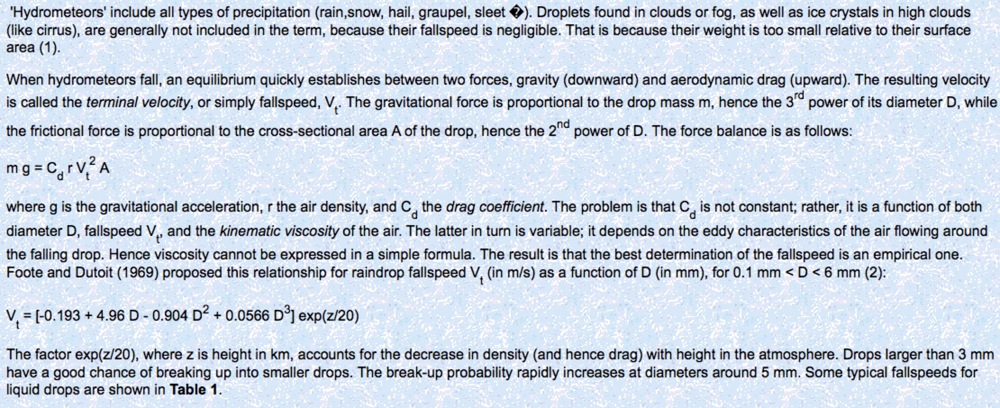 'Hydrometeors' include all types of precipitation (rain,snow, hail, graupel, sleet �). Droplets found in clouds or fog, as well as ice crystals in high clouds
(like cirrus), are generally not included in the term, because their fallspeed is negligible. That is because their weight is too small relative to their surface
area (1).
When hydrometeors fall, an equilibrium quickly establishes between two forces, gravity (downward) and aerodynamic drag (upward). The resulting velocity
is called the terminal velocity, or simply fallspeed, V_t. The gravitational force is proportional to the drop mass m, hence the 3^rd power of its diameter D, while
the frictional force is proportional to the cross-sectional area A of the drop, hence the 2^nd power of D. The force balance is as follows:
m g = C_d r V_t^2 A
where g is the gravitational acceleration, r the air density, and C_d the drag coefficient. The problem is that C_d is not constant; rather, it is a function of both
diameter D, fallspeed V_t, and the kinematic viscosity of the air. The latter in turn is variable; it depends on the eddy characteristics of the air flowing around
the falling drop. Hence viscosity cannot be expressed in a simple formula. The result is that the best determination of the fallspeed is an empirical one.
Foote and Dutoit (1969) proposed this relationship for raindrop fallspeed V_t (in m/s) as a function of D (in mm), for 0.1 mm < D < 6 mm (2):
V_t = [-0.193 + 4.96 D - 0.904 D^2 + 0.0566 D^3] exp(z/20)
The factor exp(z/20), where z is height in km, accounts for the decrease in density (and hence drag) with height in the atmosphere. Drops larger than 3 mm
have a good chance of breaking up into smaller drops. The break-up probability rapidly increases at diameters around 5 mm. Some typical fallspeeds for
liquid drops are shown in Table 1.